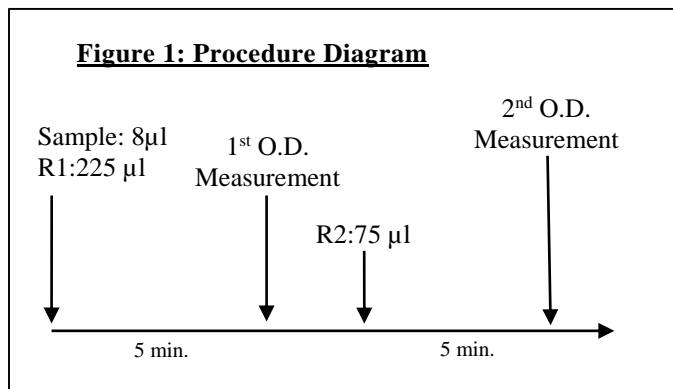 Figure 1: Procedure Diagram
Sample: 8µl
R1:225 µl
1st O.D.
Measurement
R2:75 µl
2nd O.D.
Measurement
5 min.
5 min.